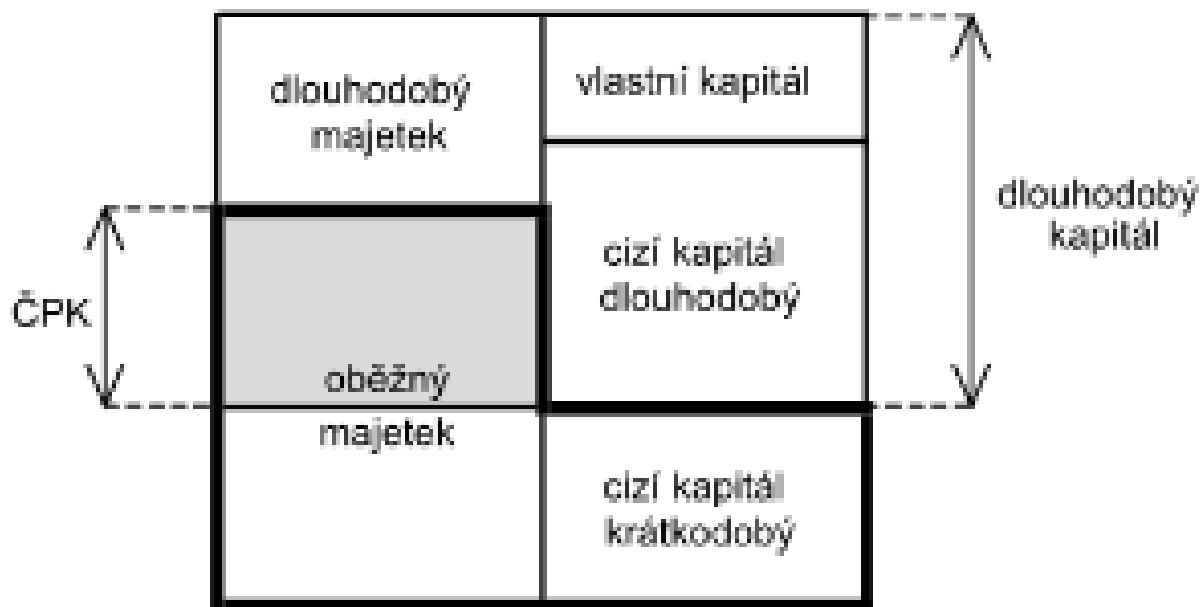 dlouhodobý
majetek
vlastní kapitál
dlouhodobý
kapitál
cizí kapitál
dlouhodobý
ČPK
oběžný
majetek
cizí kapitál
krátkodobý